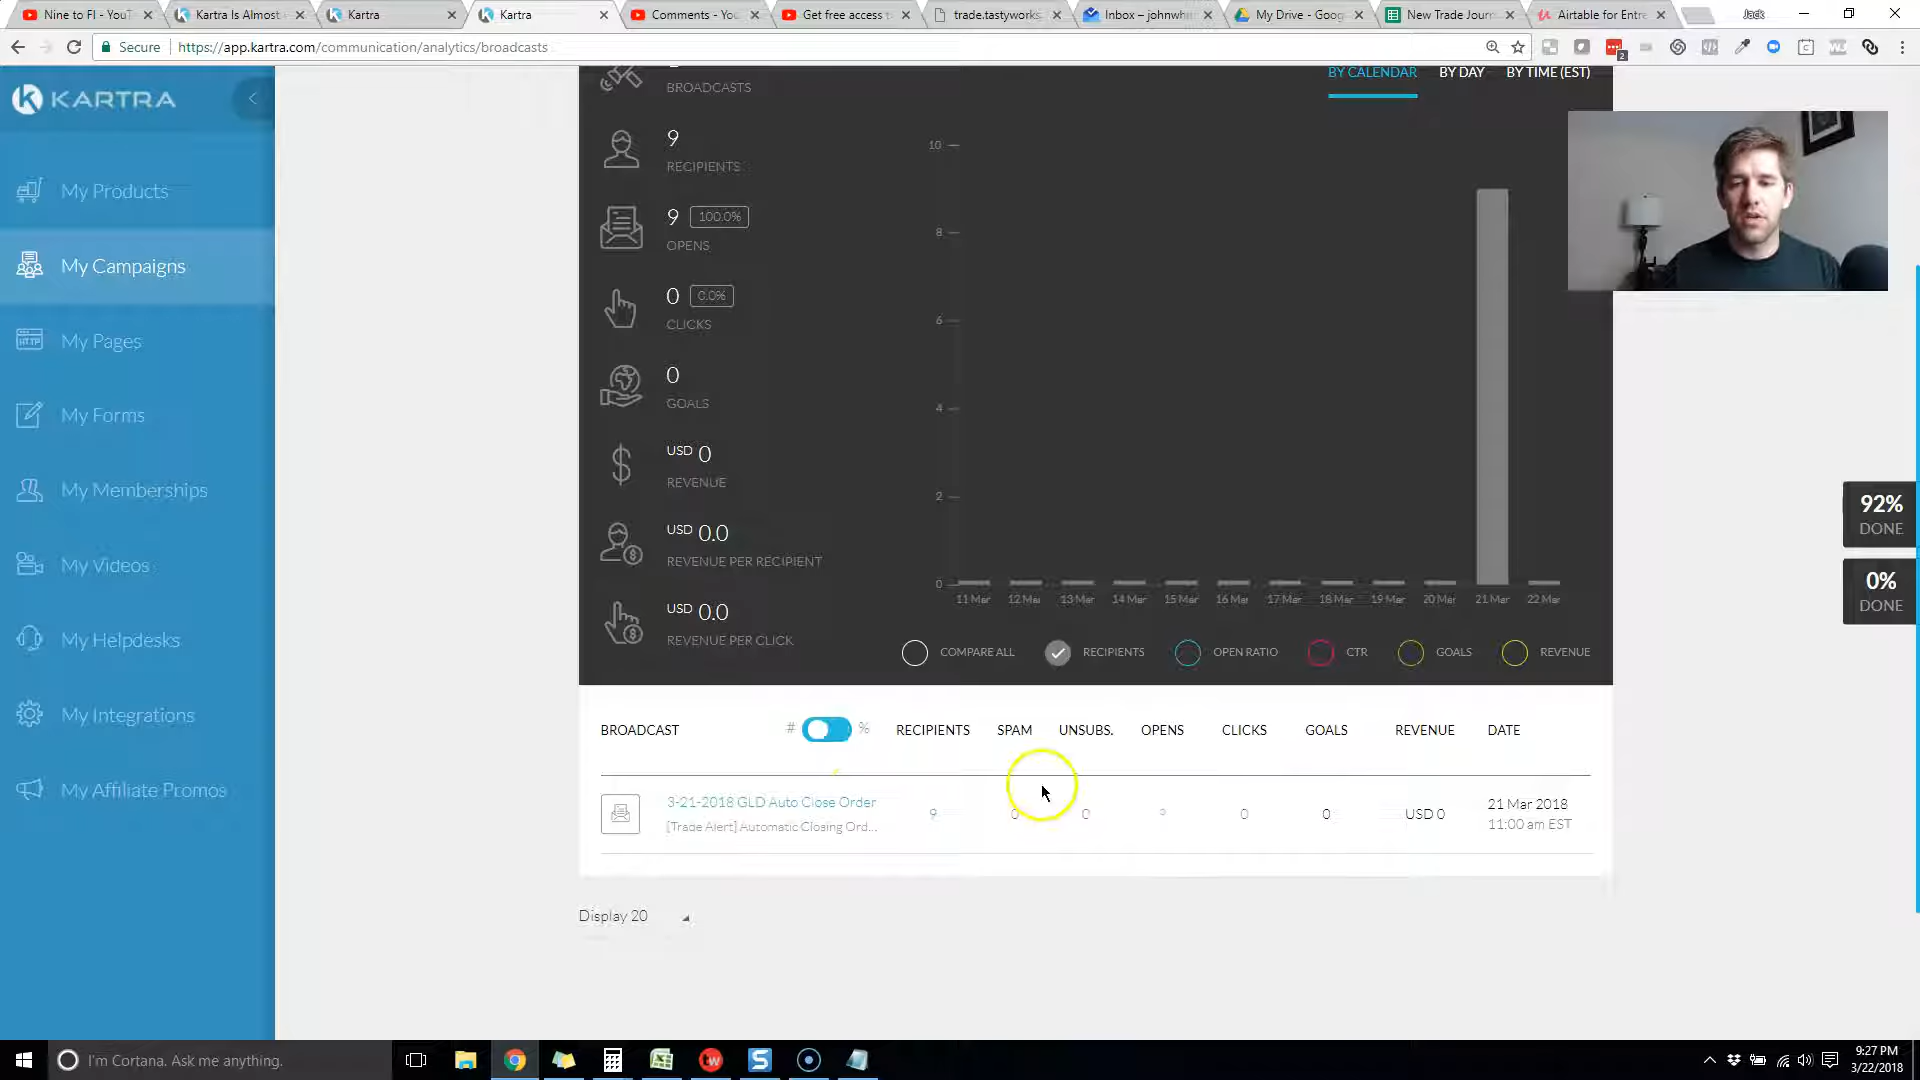 Nine to FI - YouT
Kartra Is Almost
Kartra
Kartra
Comments - You
Get free access t
trade.tastyworks
Inbox – johnwhi
My Drive - Goog
New Trade Journ
Airtable for Entre
Jack
Secure
https://app.kartra.com/communication/analytics/broadcasts
2
KARTRA
My Products
My Campaigns
My Pages
My Forms
My Memberships
My Videos
My Helpdesks
My Integrations
My Affiliate Promos
BROADCASTS
9
RECIPIENTS
9 100.0%
OPENS
0 0.0%
CLICKS
0
GOALS
USD 0
REVENUE
USD 0.0
REVENUE PER RECIPIENT
USD 0.0
REVENUE PER CLICK
BY CALENDAR BY DAY BY TIME (EST)
10
8
6
4
2
0
11 Mar 12 Mar 13 Mar 14 Mar 15 Mar 16 Mar 17 Mar 18 Mar 19 Mar 20 Mar 21 Mar 22 Mar
COMPARE ALL RECIPIENTS OPEN RATIO CTR GOALS REVENUE
92%
DONE
0%
DONE
BROADCAST # % RECIPIENTS SPAM UNSUBS. OPENS CLICKS GOALS REVENUE DATE
3-21-2018 GLD Auto Close Order 9 0 0 9 0 0 USD 0 21 Mar 2018
[Trade Alert] Automatic Closing Ord... 11:00 am EST
Display 20
HTTP
I'm Cortana. Ask me anything.
9:27 PM
3/22/2018